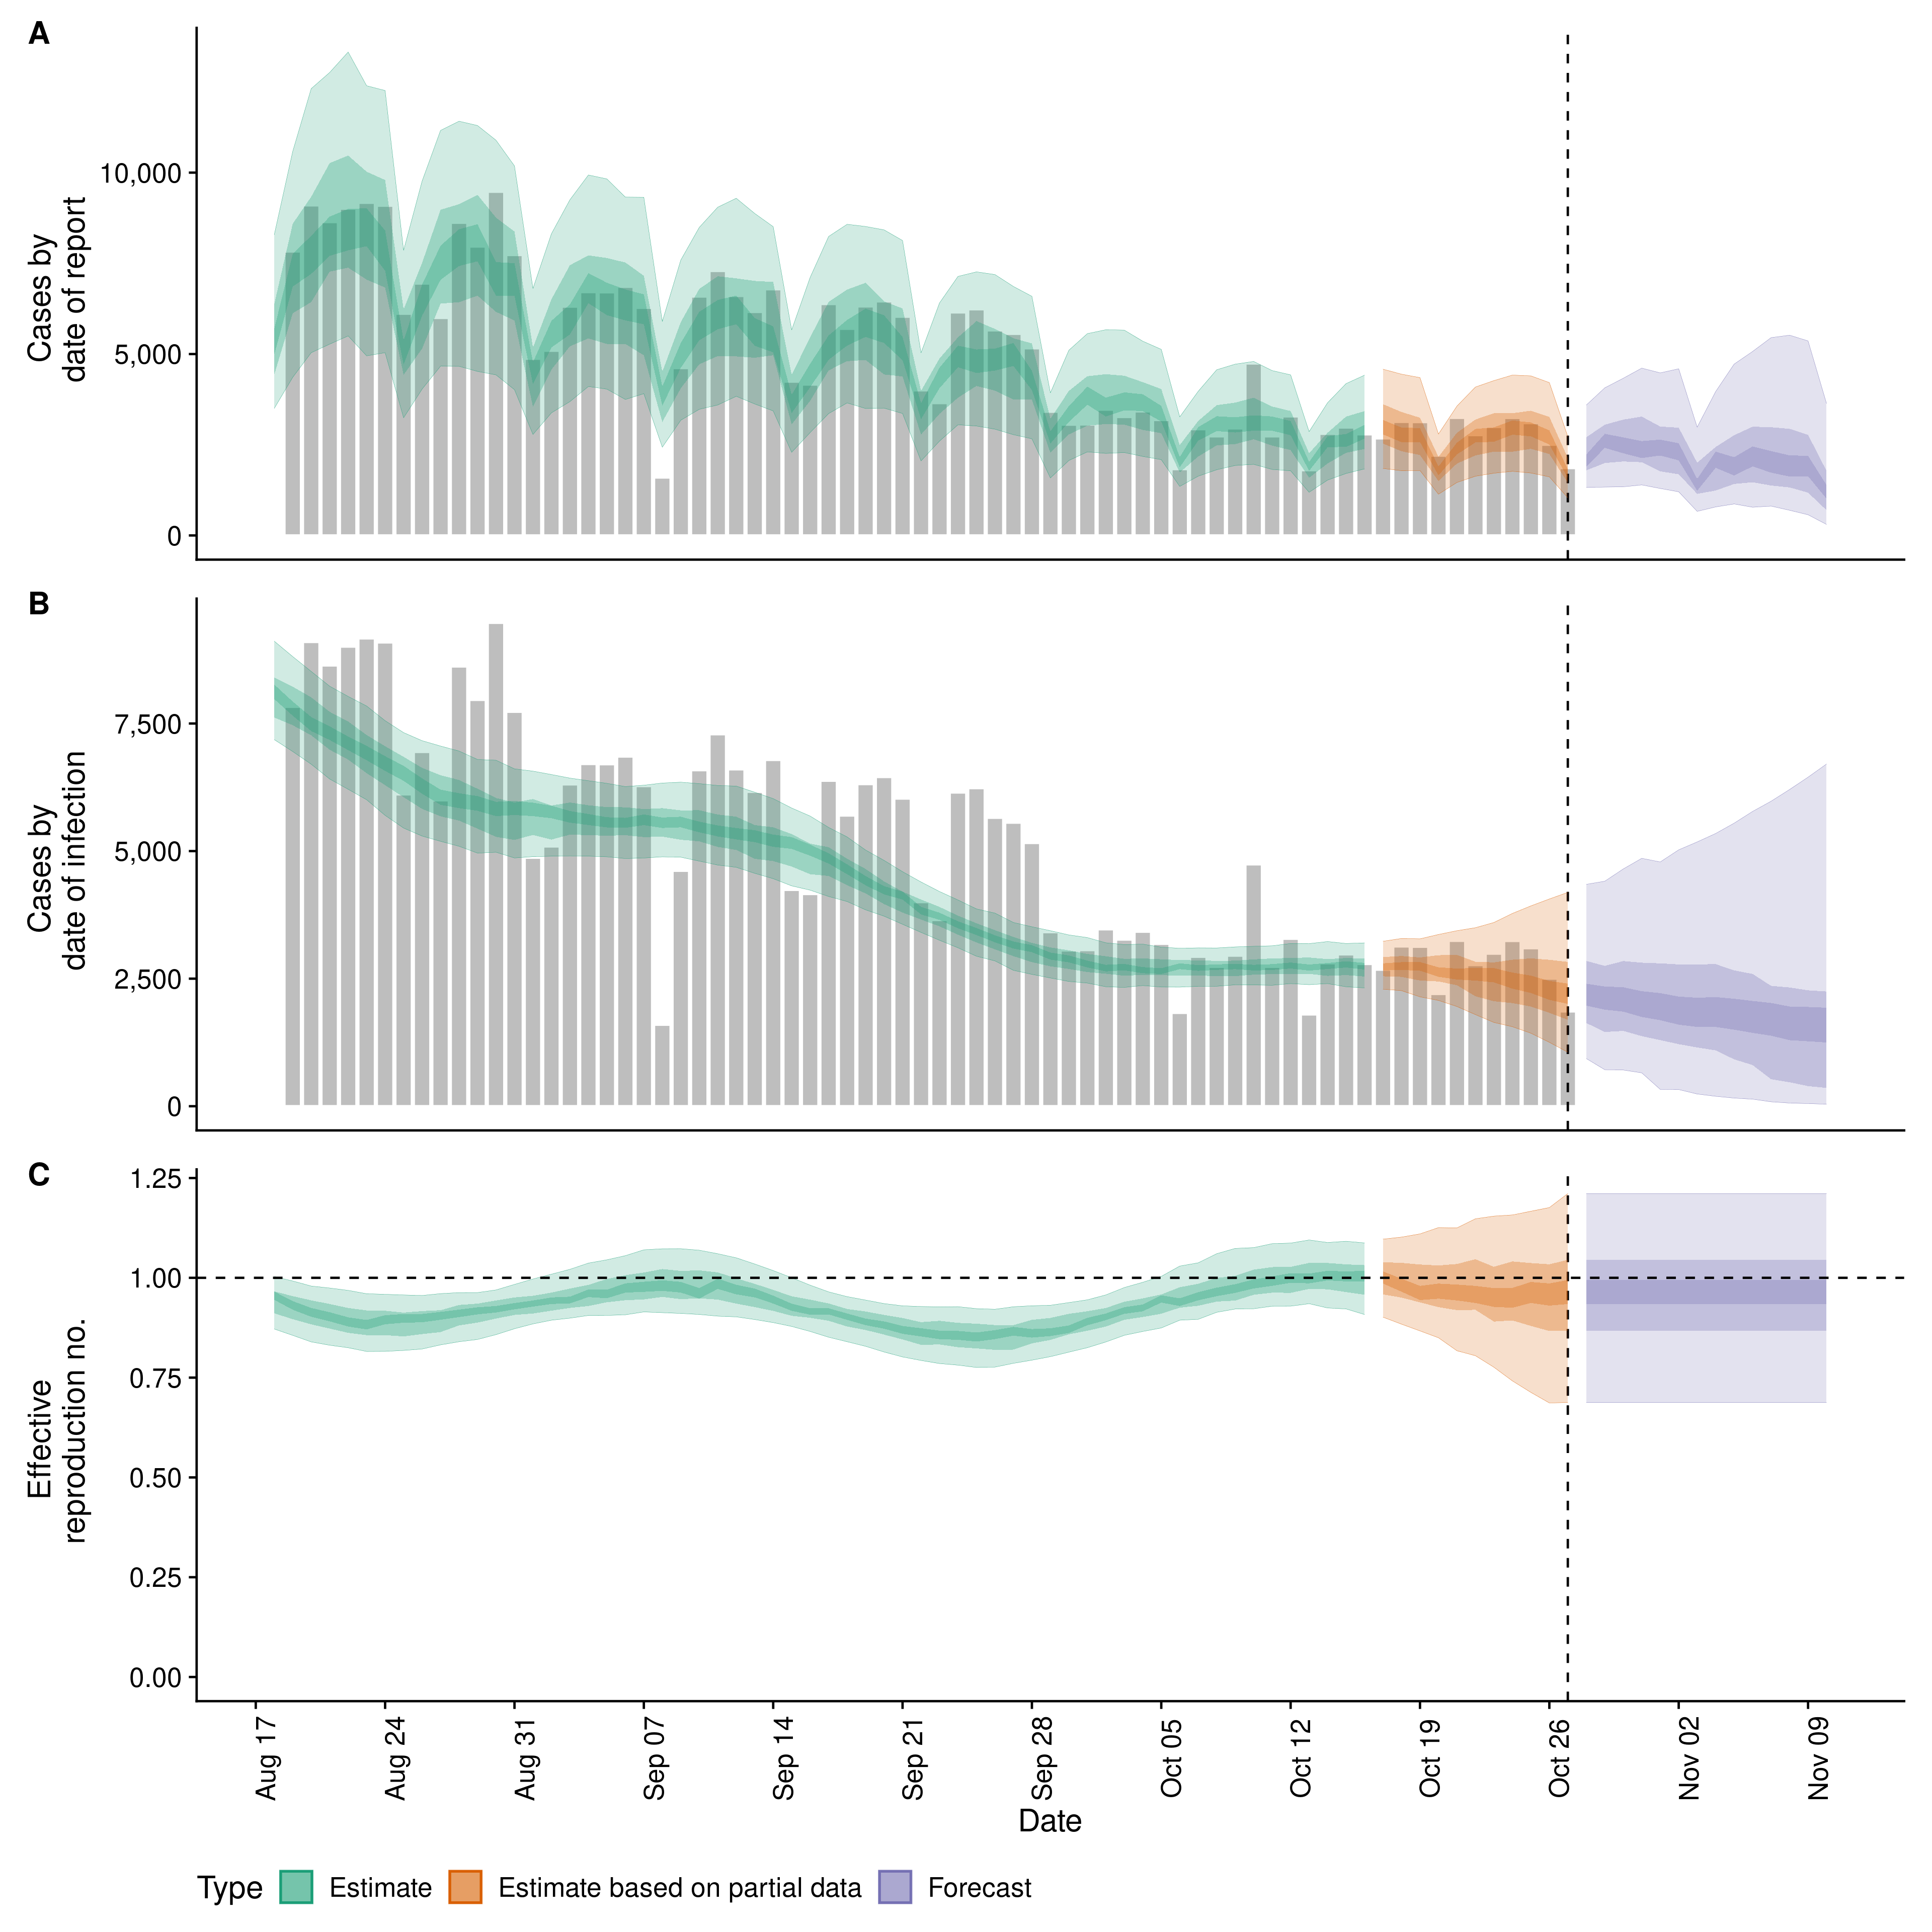 A
Cases by
date of report
10,000
5,000
0
B
Cases by
date of infection
7,500
5,000
2,500
0
C
Effective
reproduction no.
1.25
1.00
0.75
0.50
0.25
0.00
Aug 17
Aug 24
Aug 31
Sep 07
Sep 14
Sep 21
Sep 28
Oct 05
Oct 12
Oct 19
Oct 26
Nov 02
Nov 09
Date
Type Estimate Estimate based on partial data Forecast